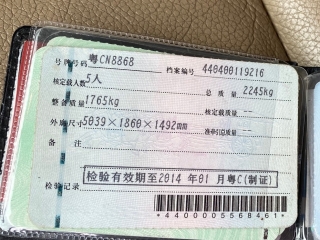 号牌号码 粤CN8868 档案编号 440400119216
核定载人数 5人 总质量 2245kg
整备质量 1765kg 核定载质量 --
外廓尺寸 5039×1860×1492mm 准牵引总质量 --
备注
检验记录 检验有效期至2014年01月粤C(制证)
*4400005568461*